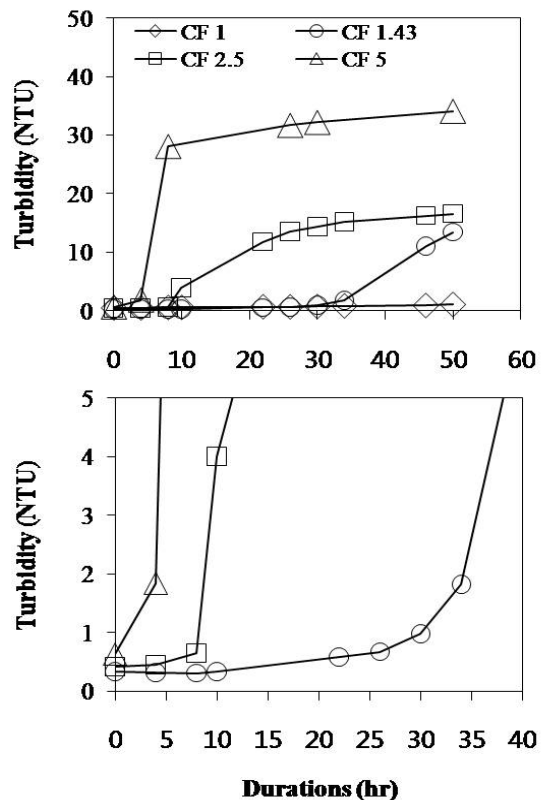 50
40
30
20
10
0
Turbidity (NTU)
CF 1
CF 1.43
CF 2.5
CF 5
0 10 20 30 40 50 60
5
4
3
2
1
0
Turbidity (NTU)
0 5 10 15 20 25 30 35 40
Durations (hr)